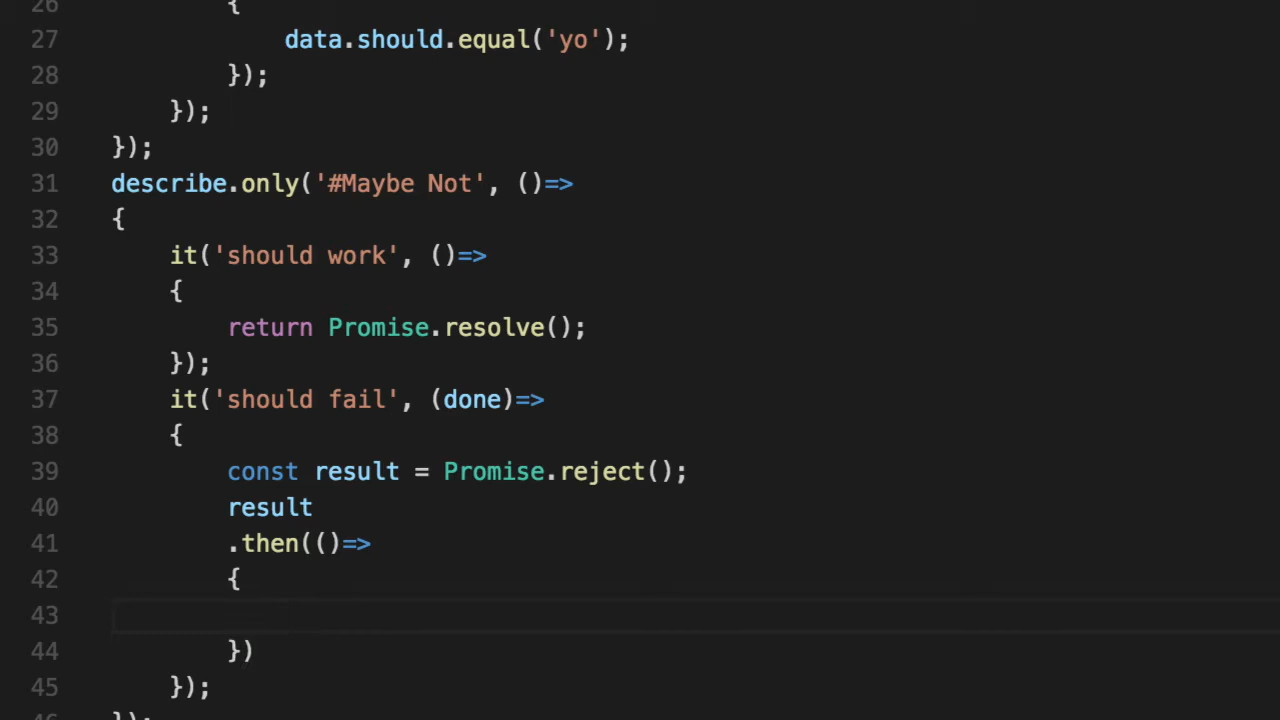 26 {
27 data.should.equal('yo');
28 });
29 });
30 });
31 describe.only('#Maybe Not', ()=>
32 {
33 it('should work', ()=>
34 {
35 return Promise.resolve();
36 });
37 it('should fail', (done)=>
38 {
39 const result = Promise.reject();
40 result
41 .then(()=>
42 {
43
44 })
45 });
46 });